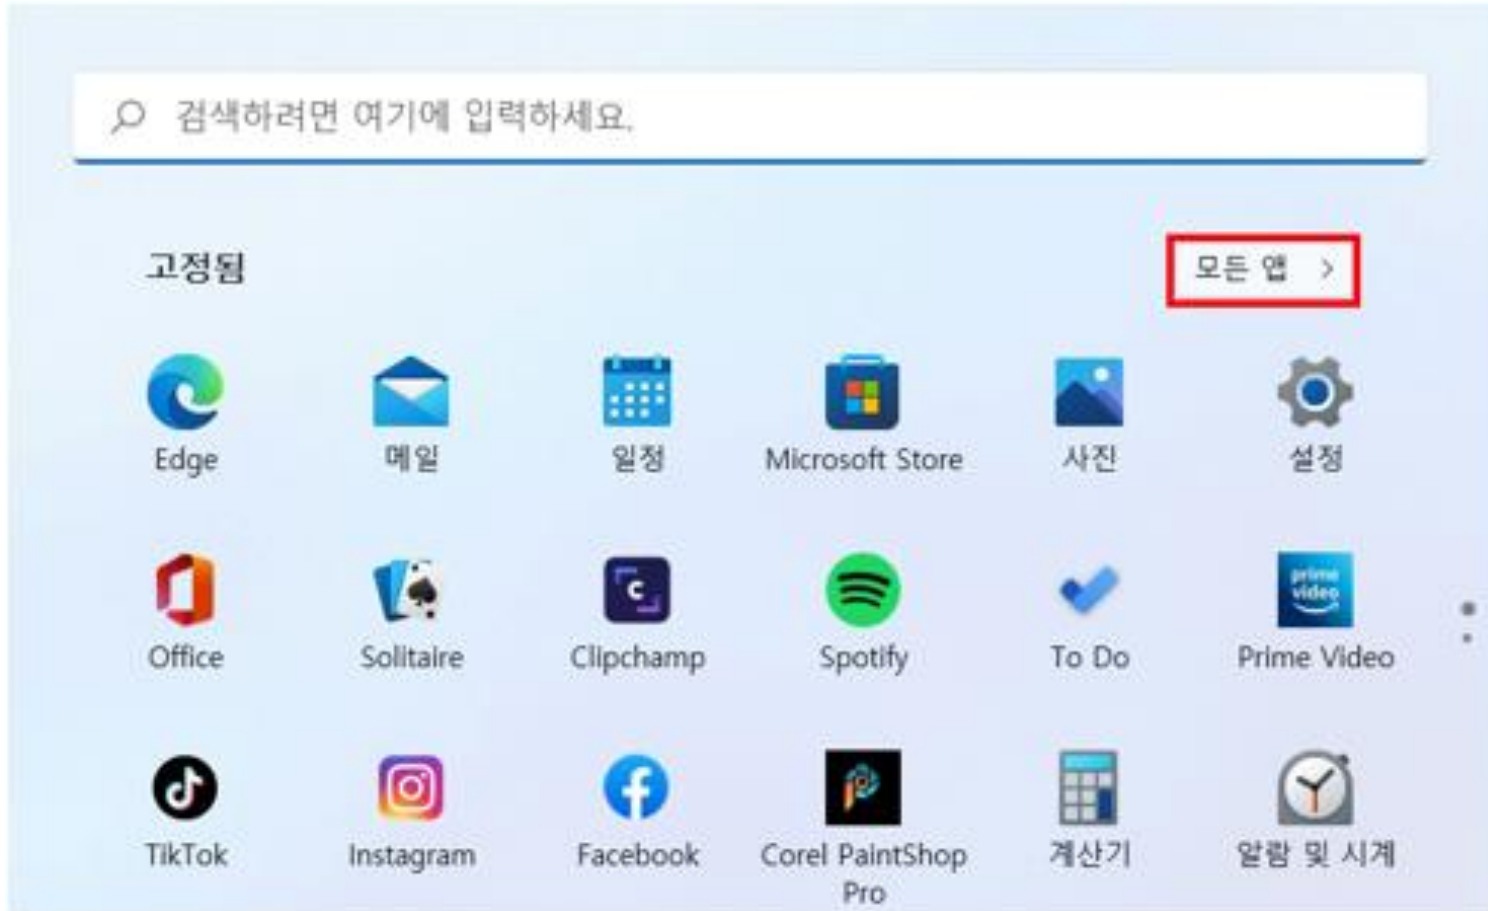 검색하려면 여기에 입력하세요.
고정됨
모든 앱 >
Edge
메일
일정
Microsoft Store
사진
설정
prime
video
Office
Solitaire
C
Clipchamp
Spotify
To Do
Prime Video
TikTok
Instagram
Facebook
Corel PaintShop
Pro
계산기
알람 및 시계